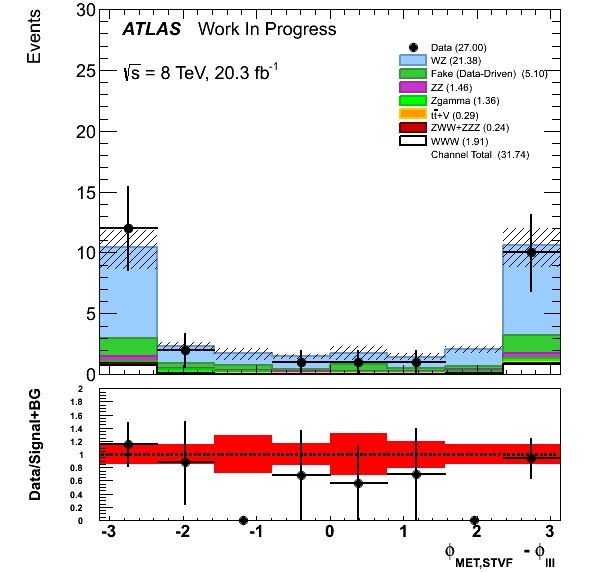 Events
30
25
20
15
10
5
0
ATLAS Work In Progress
√s = 8 TeV, 20.3 fb⁻¹
Data (27.00)
WZ (21.38)
Fake (Data-Driven) (5.10)
ZZ (1.46)
Zgamma (1.36)
tt̄+V (0.29)
ZWW+ZZZ (0.24)
WWW (1.91)
Channel Total (31.74)
Data/Signal+BG
2
1.8
1.6
1.4
1.2
1
0.8
0.6
0.4
0.2
0
-3 -2 -1 0 1 2 3
ϕMET,STVF - ϕlll